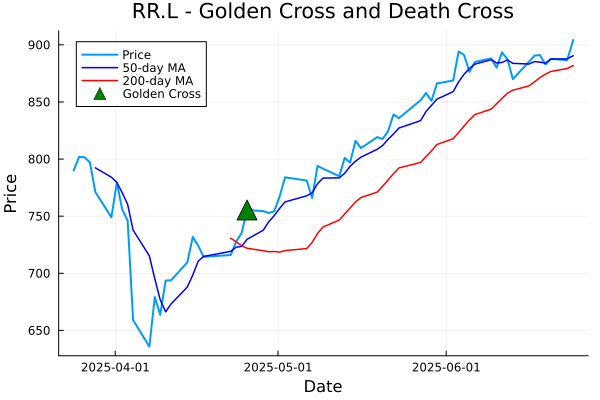 RR.L - Golden Cross and Death Cross
Price
50-day MA
200-day MA
Golden Cross
900
850
800
750
700
650
Price
2025-04-01
2025-05-01
2025-06-01
Date